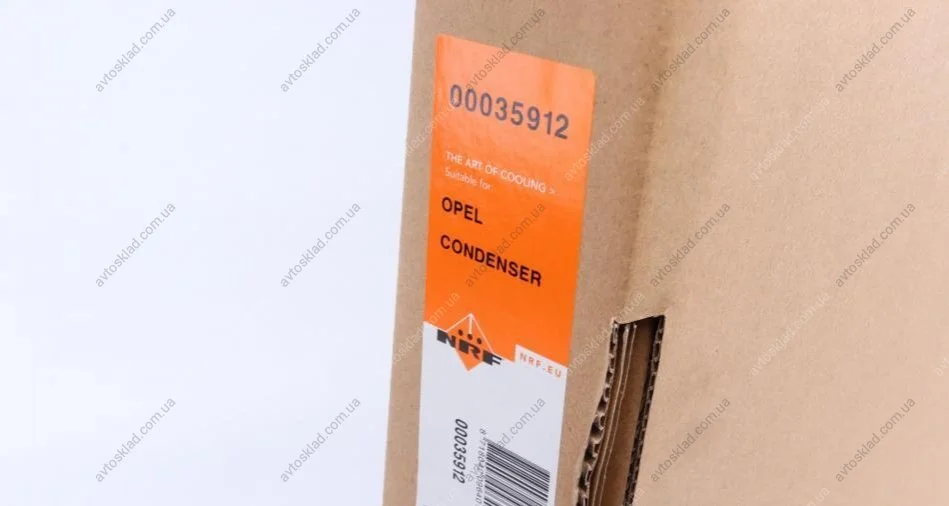 00035912
THE ART OF COOLING >
Suitable for:
OPEL
CONDENSER
NRF
NRF.EU
00035912
avtosklad.com.ua